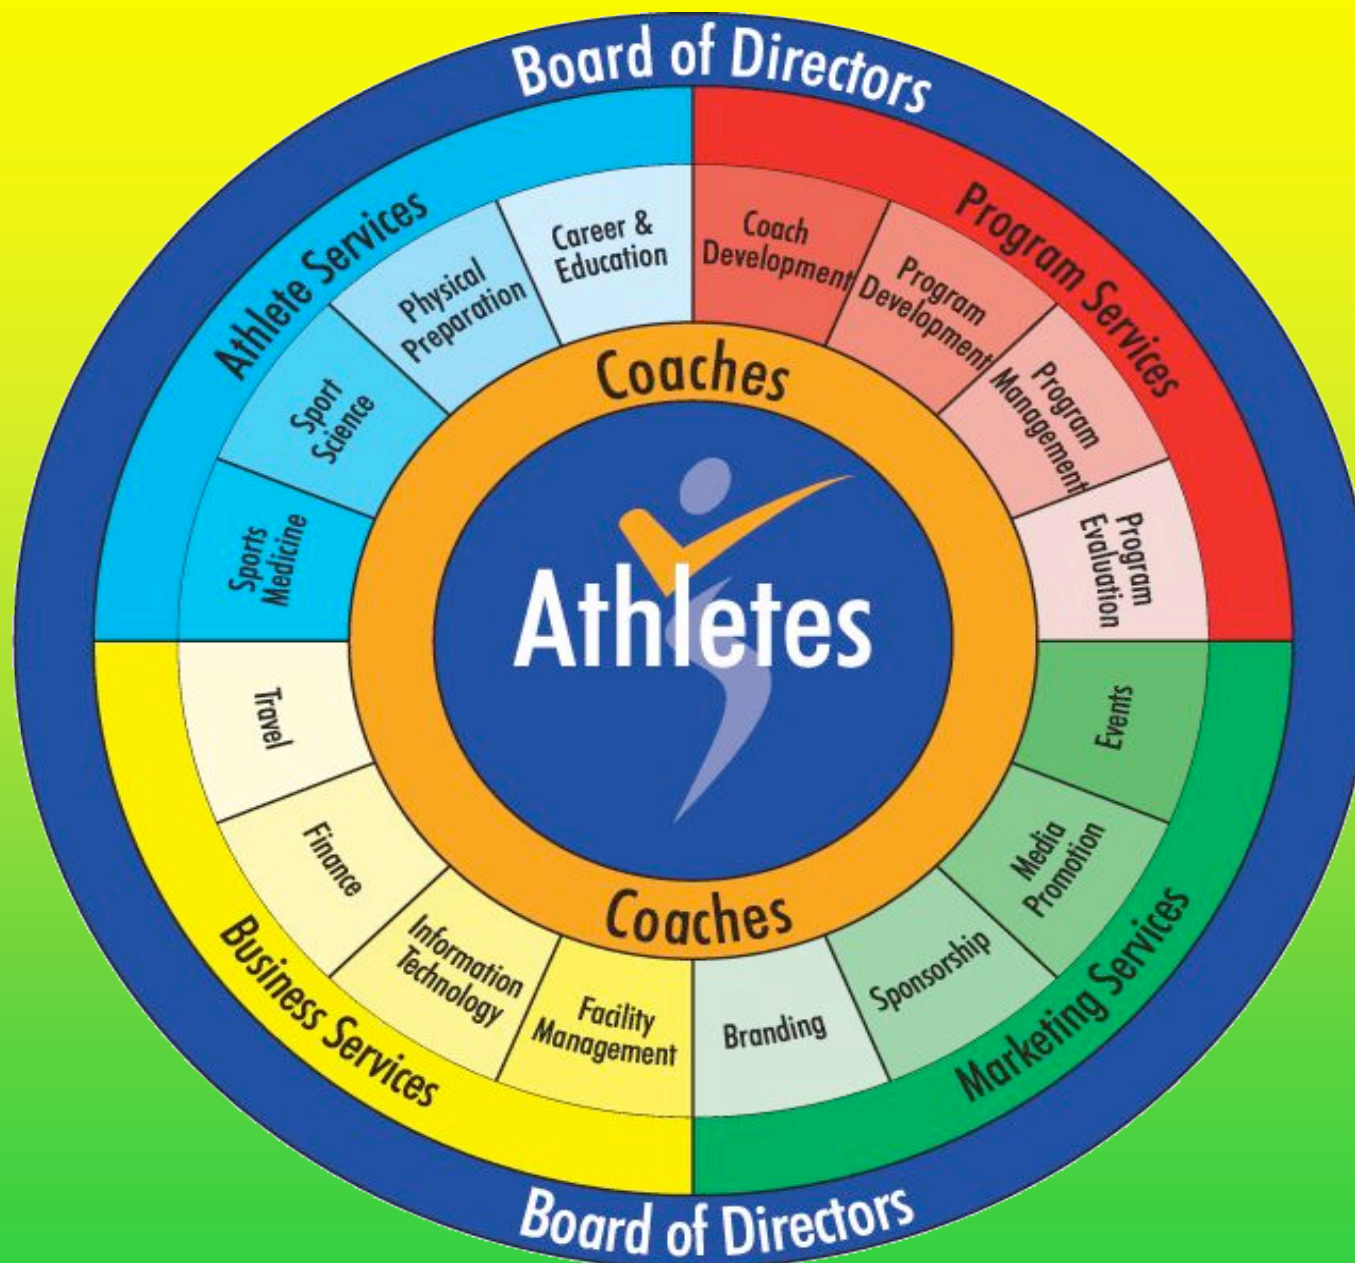 Board of Directors
Athlete Services
Program Services
Career &
Education
Coach
Development
Physical
Preparation
Program
Development
Sport
Science
Program
Management
Sports
Medicine
Program
Evaluation
Coaches
Athletes
Travel
Events
Finance
Media
Promotion
Information
Technology
Sponsorship
Facility
Management
Branding
Coaches
Business Services
Marketing Services
Board of Directors